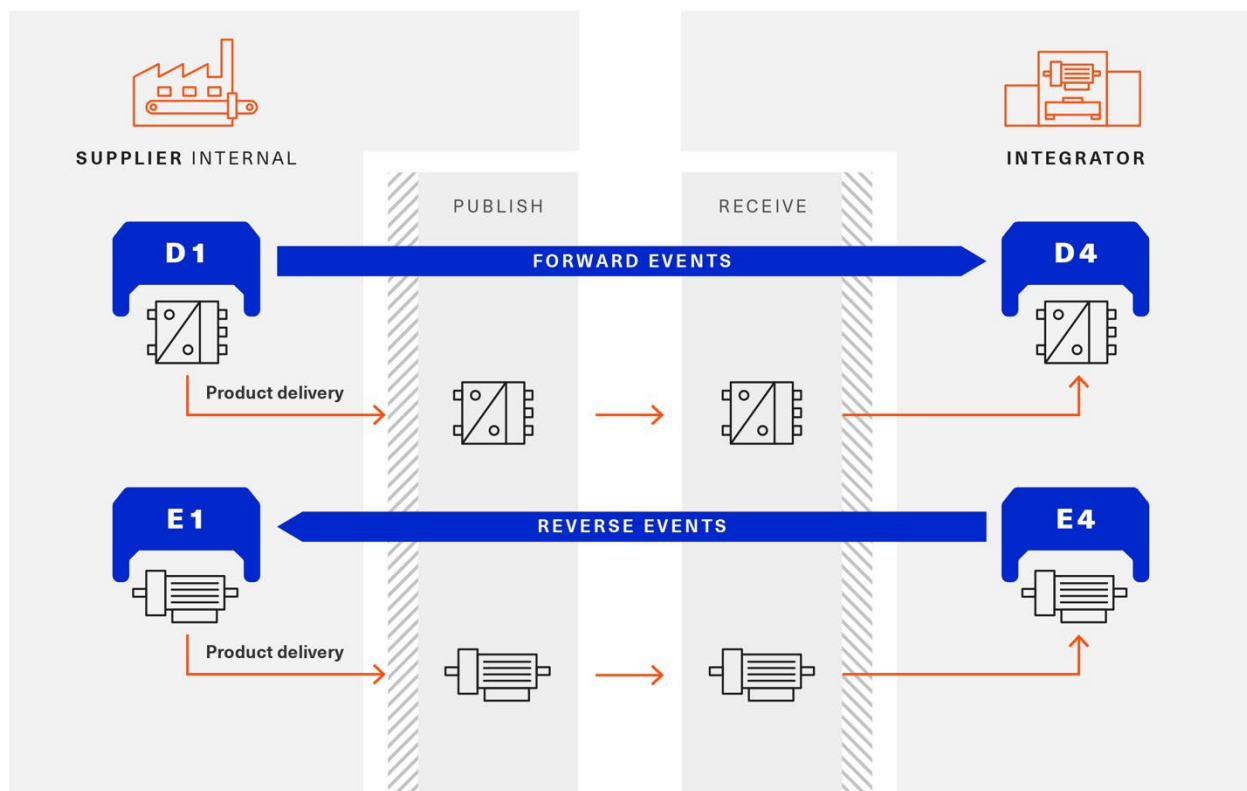 SUPPLIER INTERNAL
INTEGRATOR
PUBLISH
RECEIVE
D1
FORWARD EVENTS
D4
Product delivery
E1
REVERSE EVENTS
E4
Product delivery